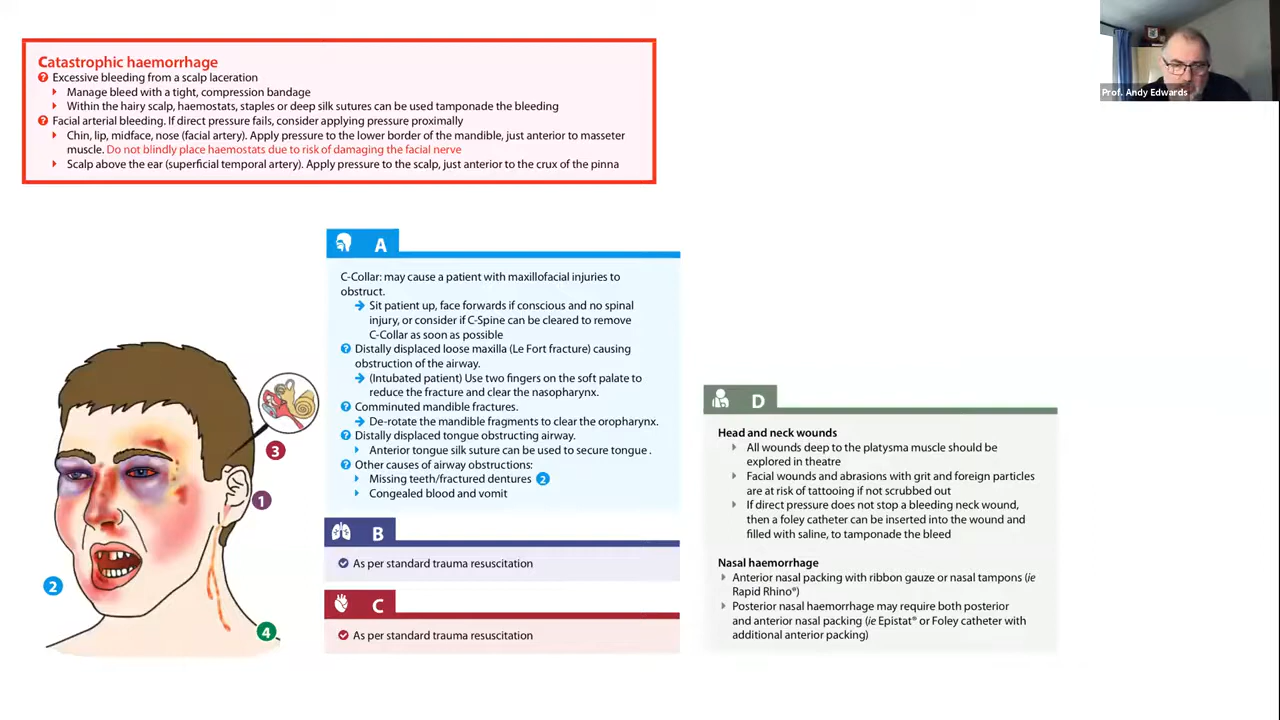 Catastrophic haemorrhage
? Excessive bleeding from a scalp laceration
Manage bleed with a tight, compression bandage
Within the hairy scalp, haemostats, staples or deep silk sutures can be used tamponade the bleeding
? Facial arterial bleeding. If direct pressure fails, consider applying pressure proximally
Chin, lip, midface, nose (facial artery). Apply pressure to the lower border of the mandible, just anterior to masseter
muscle. Do not blindly place haemostats due to risk of damaging the facial nerve
Scalp above the ear (superficial temporal artery). Apply pressure to the scalp, just anterior to the crux of the pinna
Prof. Andy Edwards
A
C-Collar: may cause a patient with maxillofacial injuries to
obstruct.
Sit patient up, face forwards if conscious and no spinal
injury, or consider if C-Spine can be cleared to remove
C-Collar as soon as possible
? Distally displaced loose maxilla (Le Fort fracture) causing
obstruction of the airway.
(Intubated patient) Use two fingers on the soft palate to
reduce the fracture and clear the nasopharynx.
? Comminuted mandible fractures.
De-rotate the mandible fragments to clear the oropharynx.
? Distally displaced tongue obstructing airway.
Anterior tongue silk suture can be used to secure tongue .
? Other causes of airway obstructions:
Missing teeth/fractured dentures 2
Congealed blood and vomit
B
As per standard trauma resuscitation
C
As per standard trauma resuscitation
D
Head and neck wounds
All wounds deep to the platysma muscle should be
explored in theatre
Facial wounds and abrasions with grit and foreign particles
are at risk of tattooing if not scrubbed out
If direct pressure does not stop a bleeding neck wound,
then a foley catheter can be inserted into the wound and
filled with saline, to tamponade the bleed
Nasal haemorrhage
Anterior nasal packing with ribbon gauze or nasal tampons (ie
Rapid Rhino®)
Posterior nasal haemorrhage may require both posterior
and anterior nasal packing (ie Epistat® or Foley catheter with
additional anterior packing)
3
1
2
4